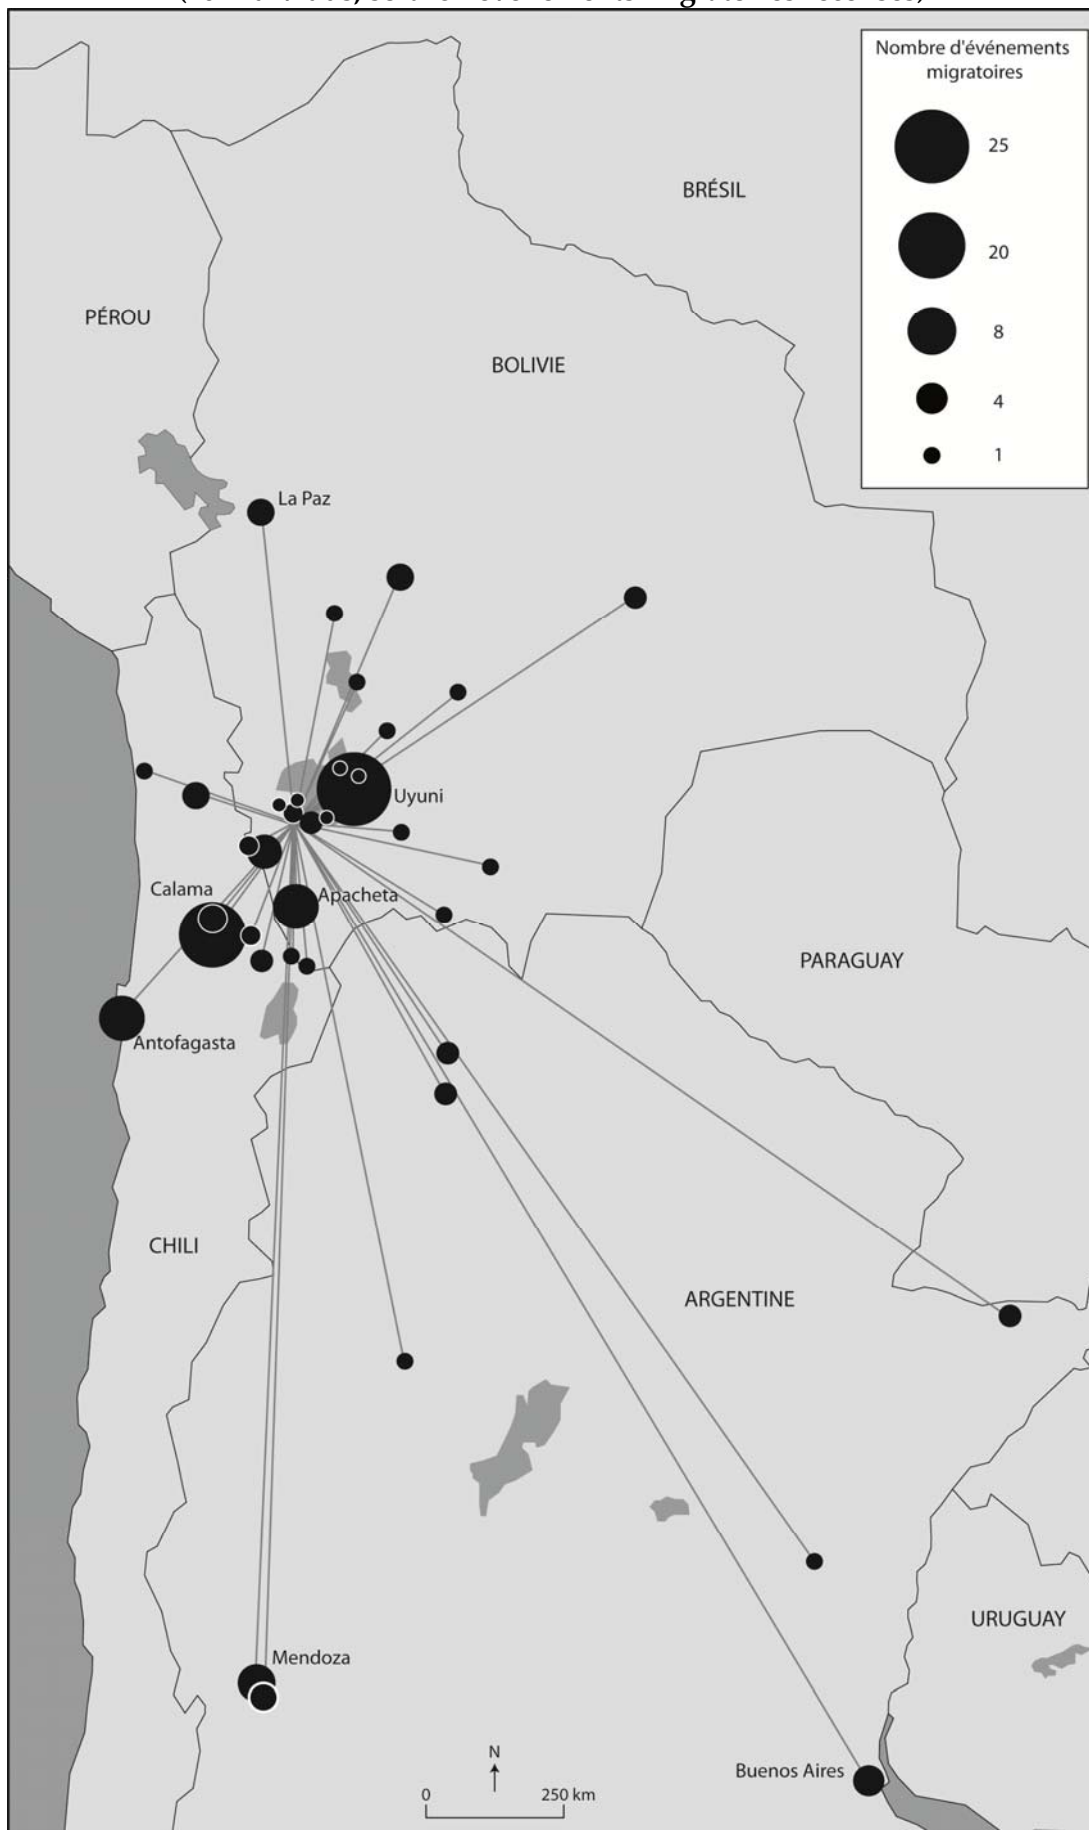 Nombre d'événements
migratoires
25
20
8
4
1
BRÉSIL
PÉROU
BOLIVIE
La Paz
Uyuni
Calama
Apacheta
PARAGUAY
Antofagasta
CHILI
ARGENTINE
URUGUAY
Mendoza
N
Buenos Aires
0 250 km